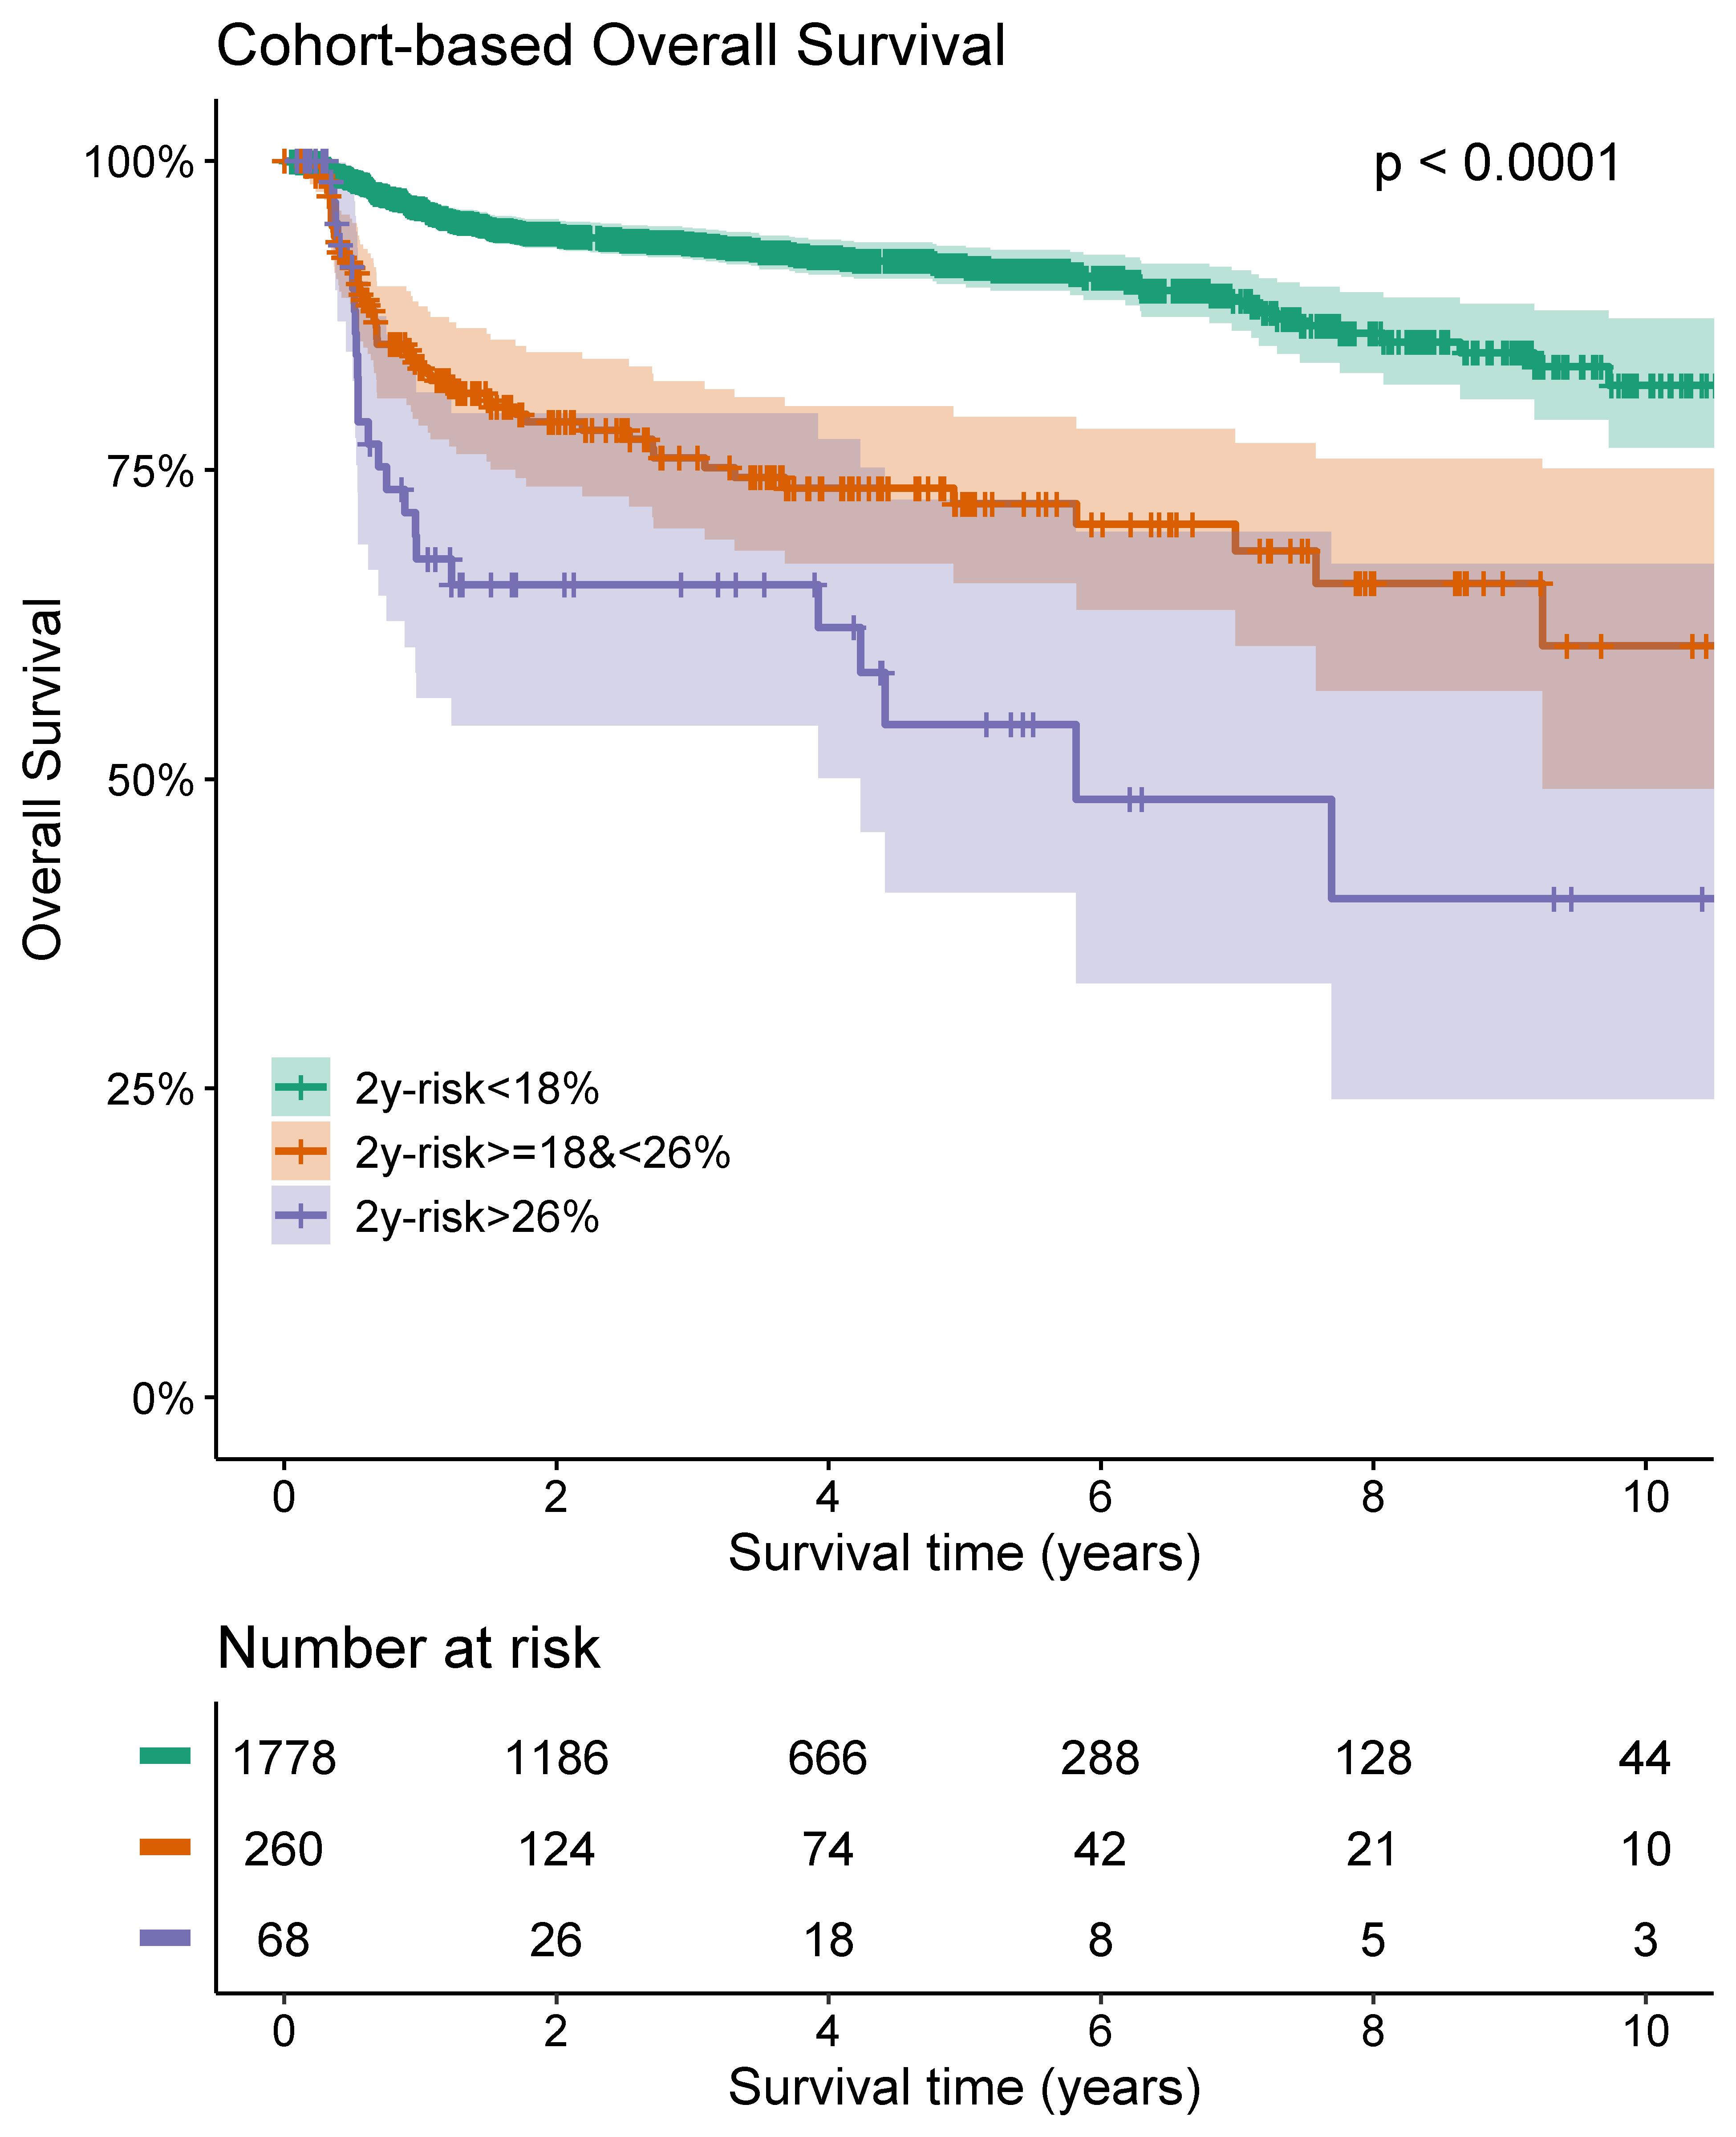 Cohort-based Overall Survival
p < 0.0001
100%
75%
50%
25%
0%
Overall Survival
2y-risk<18%
2y-risk>=18&<26%
2y-risk>26%
0 2 4 6 8 10
Survival time (years)
Number at risk
1778 1186 666 288 128 44
260 124 74 42 21 10
68 26 18 8 5 3
0 2 4 6 8 10
Survival time (years)